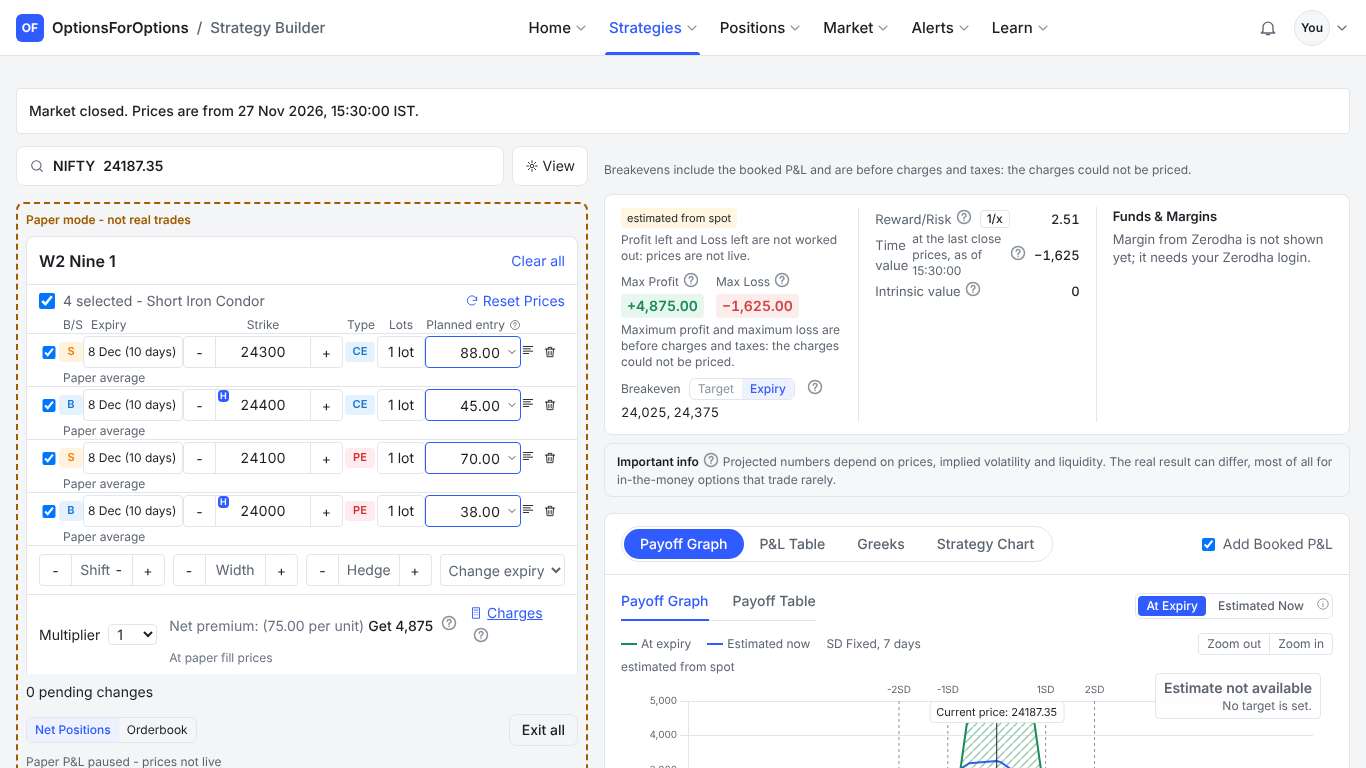 OF OptionsForOptions / Strategy Builder
Home Strategies Positions Market Alerts Learn
You
Market closed. Prices are from 27 Nov 2026, 15:30:00 IST.
NIFTY 24187.35
View
Paper mode - not real trades
W2 Nine 1
Clear all
4 selected - Short Iron Condor
Reset Prices
B/S Expiry Strike Type Lots Planned entry
S 8 Dec (10 days) - 24300 + CE 1 lot 88.00
Paper average
B 8 Dec (10 days) - H 24400 + CE 1 lot 45.00
Paper average
S 8 Dec (10 days) - 24100 + PE 1 lot 70.00
Paper average
B 8 Dec (10 days) - H 24000 + PE 1 lot 38.00
Paper average
- Shift - + - Width + - Hedge + Change expiry
Multiplier 1 Net premium: (75.00 per unit) Get 4,875 Charges
At paper fill prices
0 pending changes
Net Positions Orderbook
Exit all
Paper P&L paused - prices not live
Breakevens include the booked P&L and are before charges and taxes: the charges could not be priced.
estimated from spot
Profit left and Loss left are not worked
out: prices are not live.
Max Profit Max Loss
+4,875.00 −1,625.00
Maximum profit and maximum loss are
before charges and taxes: the charges
could not be priced.
Breakeven Target Expiry
24,025, 24,375
Reward/Risk 1/x 2.51
Time value at the last close prices, as of 15:30:00 −1,625
Intrinsic value 0
Funds & Margins
Margin from Zerodha is not shown
yet; it needs your Zerodha login.
Important info Projected numbers depend on prices, implied volatility and liquidity. The real result can differ, most of all for
in-the-money options that trade rarely.
Payoff Graph P&L Table Greeks Strategy Chart
Add Booked P&L
Payoff Graph Payoff Table
At Expiry Estimated Now
At expiry Estimated now SD Fixed, 7 days
Zoom out Zoom in
estimated from spot
-2SD -1SD 1SD 2SD
Estimate not available
No target is set.
5,000
Current price: 24187.35
4,000